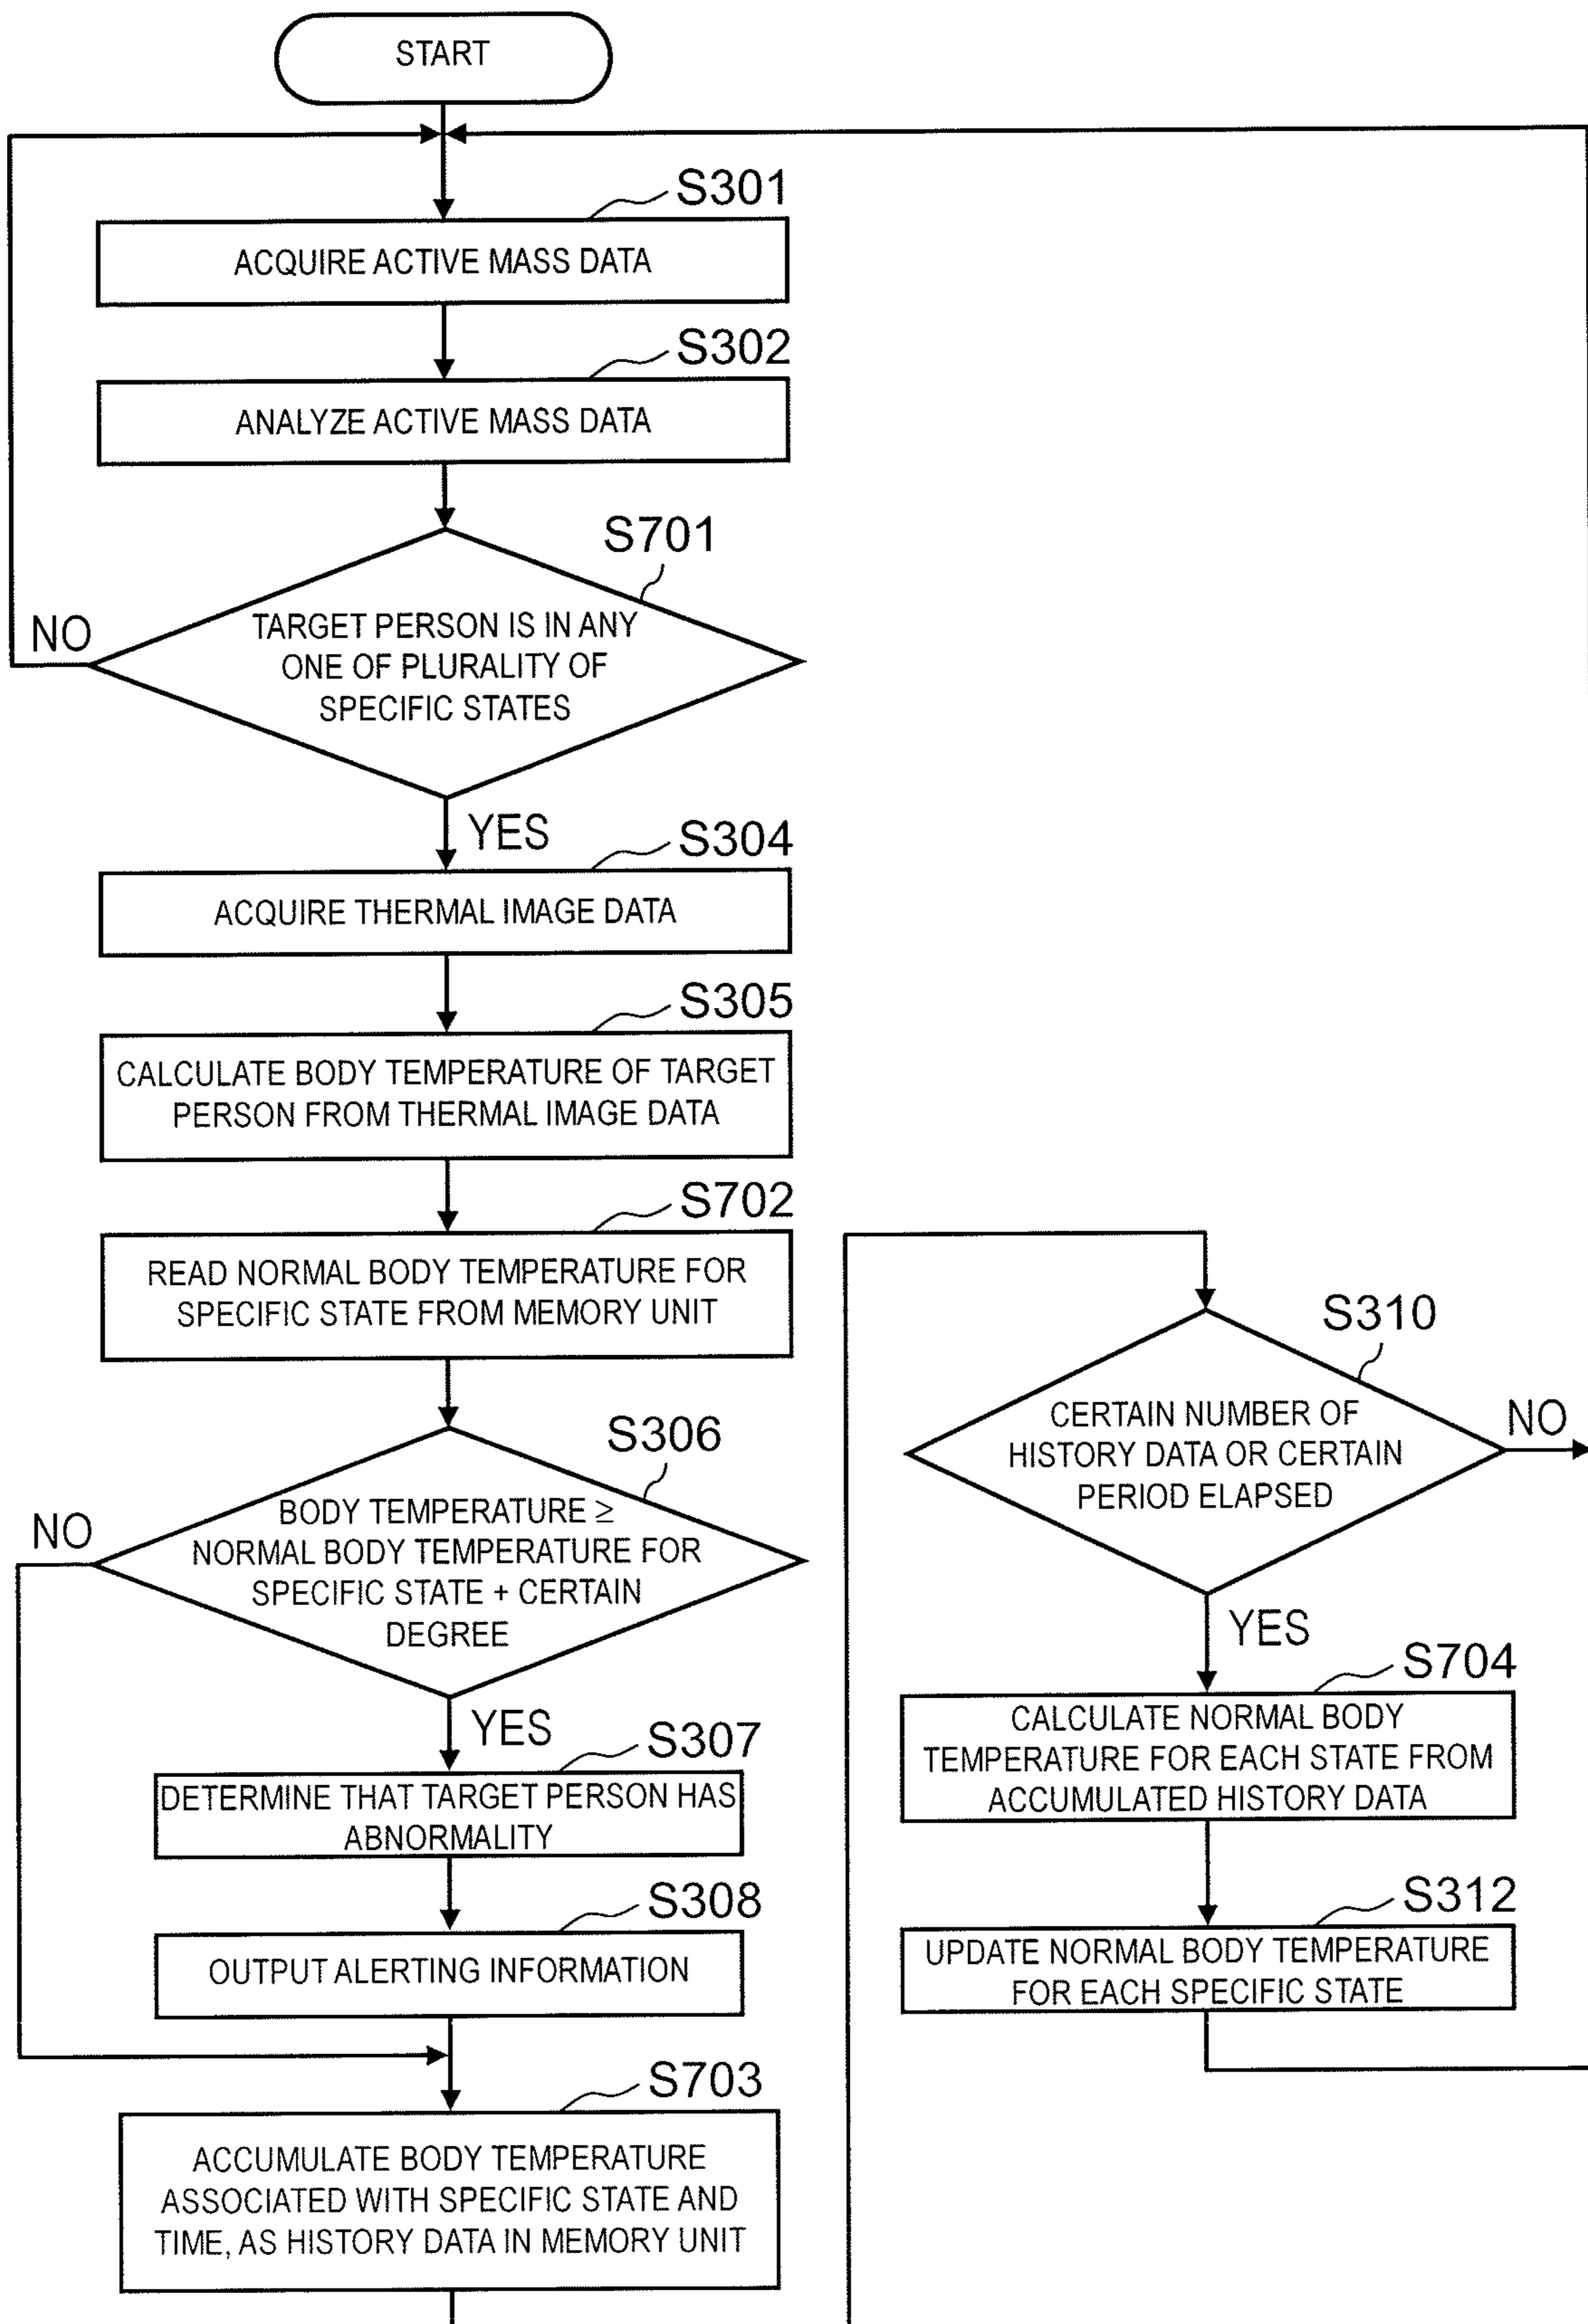 START
S301
ACQUIRE ACTIVE MASS DATA
S302
ANALYZE ACTIVE MASS DATA
S701
TARGET PERSON IS IN ANY
ONE OF PLURALITY OF
SPECIFIC STATES
NO
YES
S304
ACQUIRE THERMAL IMAGE DATA
S305
CALCULATE BODY TEMPERATURE OF TARGET
PERSON FROM THERMAL IMAGE DATA
S702
READ NORMAL BODY TEMPERATURE FOR
SPECIFIC STATE FROM MEMORY UNIT
S306
BODY TEMPERATURE ≥
NORMAL BODY TEMPERATURE FOR
SPECIFIC STATE + CERTAIN
DEGREE
NO
YES
S307
DETERMINE THAT TARGET PERSON HAS
ABNORMALITY
S308
OUTPUT ALERTING INFORMATION
S703
ACCUMULATE BODY TEMPERATURE
ASSOCIATED WITH SPECIFIC STATE AND
TIME, AS HISTORY DATA IN MEMORY UNIT
S310
CERTAIN NUMBER OF
HISTORY DATA OR CERTAIN
PERIOD ELAPSED
NO
YES
S704
CALCULATE NORMAL BODY
TEMPERATURE FOR EACH STATE FROM
ACCUMULATED HISTORY DATA
S312
UPDATE NORMAL BODY TEMPERATURE
FOR EACH SPECIFIC STATE